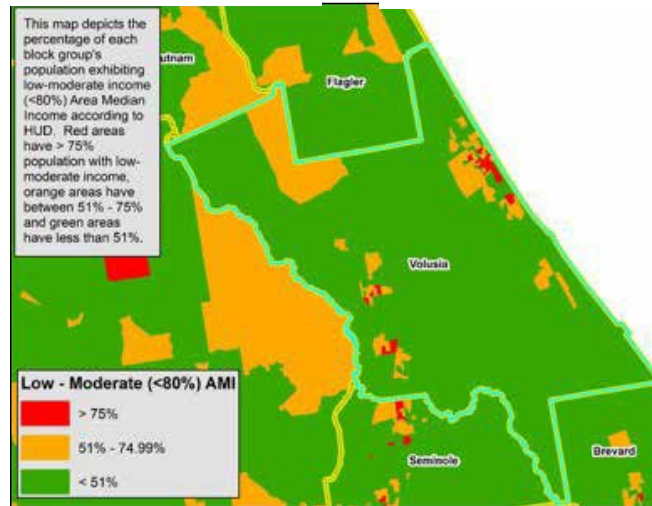 This map depicts the
percentage of each
block group's
population exhibiting
low-moderate income
(<80%) Area Median
Income according to
HUD. Red areas
have > 75%
population with low-
moderate income,
orange areas have
between 51% - 75%
and green areas
have less than 51%.
utnam
Flagler
Volusia
Low - Moderate (<80%) AMI
> 75%
51% - 74.99%
< 51%
Seminole
Brevard